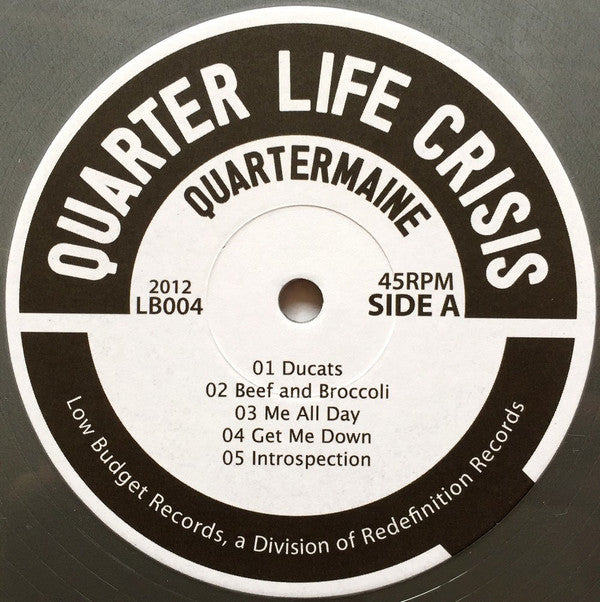 QUARTER LIFE CRISIS
QUARTERMAINE
2012
LB004
45RPM
SIDE A
01 Ducats
02 Beef and Broccoli
03 Me All Day
04 Get Me Down
05 Introspection
Low Budget Records, a Division of Redefinition Records